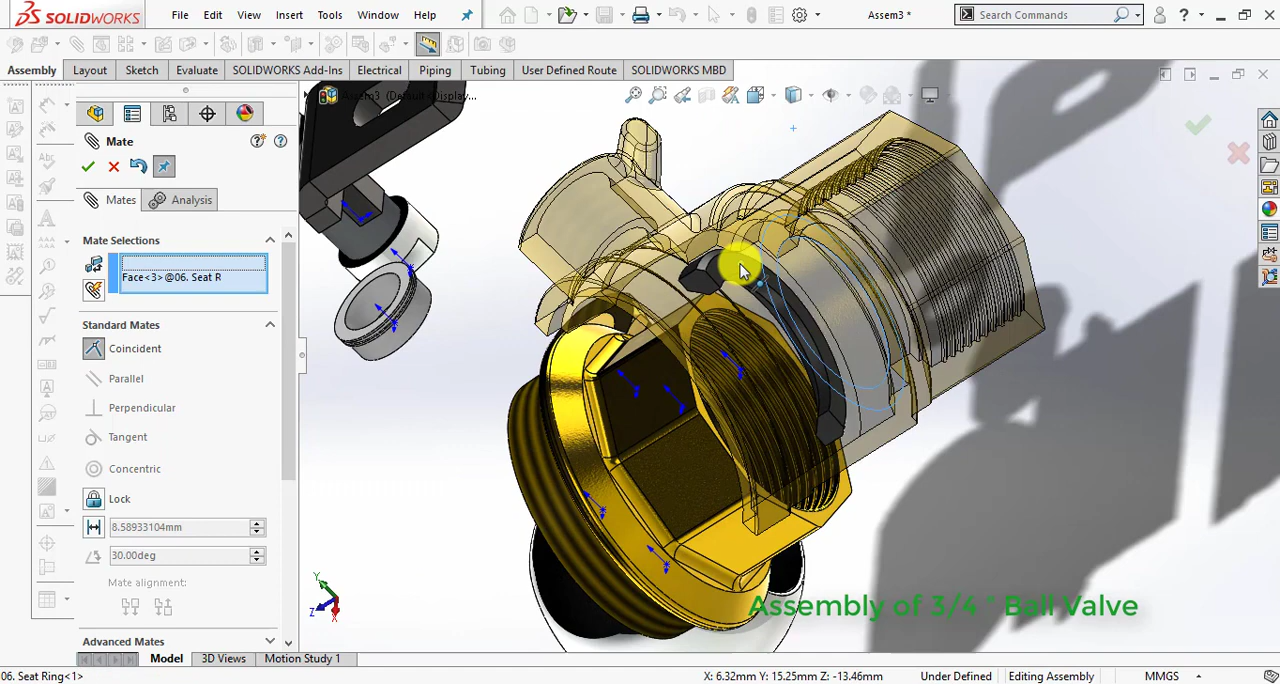 SOLIDWORKS
File Edit View Insert Tools Window Help
Assem3 *
Search Commands
Assembly Layout Sketch Evaluate SOLIDWORKS Add-Ins Electrical Piping Tubing User Defined Route SOLIDWORKS MBD
Assem3 (Default<Display...
Mate
Mates Analysis
Mate Selections
Face<3>@06. Seat R
Standard Mates
Coincident
Parallel
Perpendicular
Tangent
Concentric
Lock
8.58933104mm
30.00deg
Mate alignment:
Advanced Mates
Y
Z
X
Assembly of 3/4 " Ball Valve
Model 3D Views Motion Study 1
06. Seat Ring<1>
X: 6.32mm Y: 15.25mm Z: -13.46mm Under Defined Editing Assembly MMGS